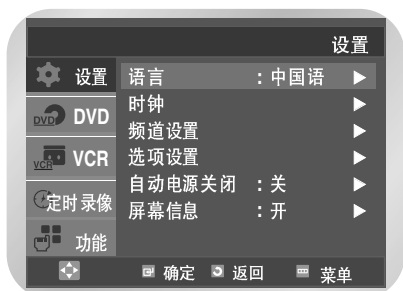 设置
设置
DVD DVD
VCR VCR
定时录像
功能
语言 : 中国语 ▶
时钟 ▶
频道设置 ▶
选项设置 ▶
自动电源关闭 : 关 ▶
屏幕信息 : 开 ▶
确定 返回 菜单